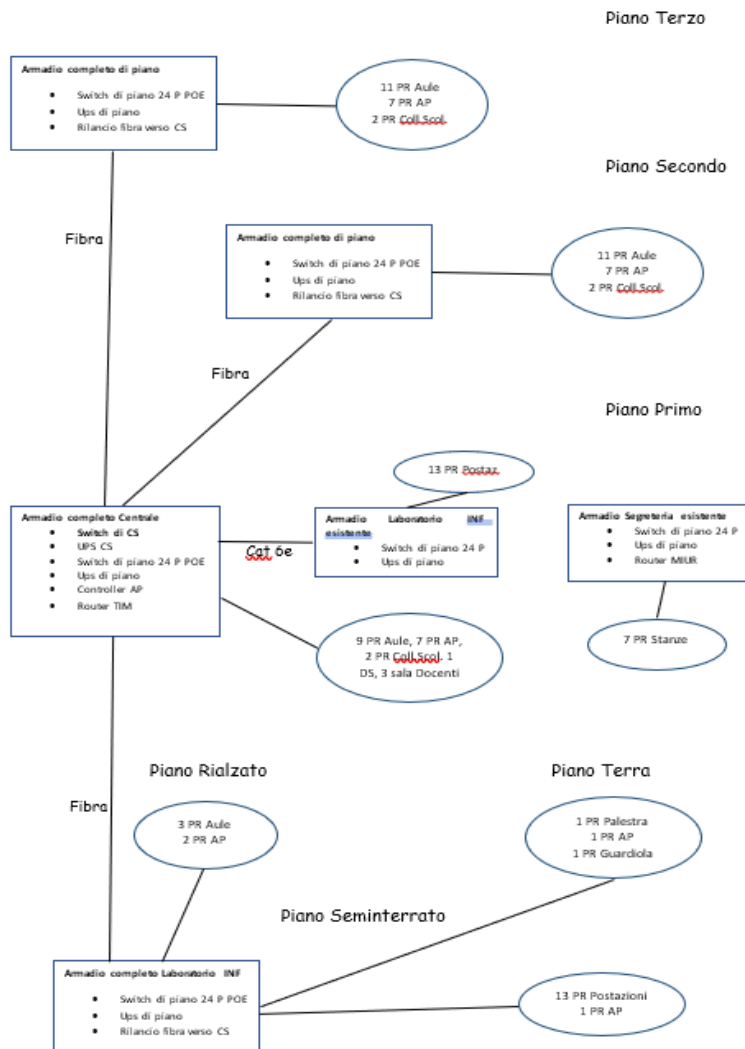 Piano Terzo
Armadio completo di piano
• Switch di piano 24 P POE
• Ups di piano
• Rilancio fibra verso CS
11 PR Aule
7 PR AP
2 PR Coll.Scol.
Piano Secondo
Fibra
Armadio completo di piano
• Switch di piano 24 P POE
• Ups di piano
• Rilancio fibra verso CS
11 PR Aule
7 PR AP
2 PR Coll.Scol.
Fibra
Piano Primo
13 PR Postaz.
Armadio completo Centrale
• Switch di CS
• UPS CS
• Switch di piano 24 P POE
• Ups di piano
• Controller AP
• Router TIM
Cat 6e
Armadio Laboratorio INF
esistente
• Switch di piano 24 P
• Ups di piano
Armadio Segreteria esistente
• Switch di piano 24 P
• Ups di piano
• Router MIUR
9 PR Aule, 7 PR AP,
2 PR Coll.Scol. 1
DS, 3 sala Docenti
7 PR Stanze
Piano Rialzato
Piano Terra
Fibra
3 PR Aule
2 PR AP
1 PR Palestra
1 PR AP
1 PR Guardiola
Piano Seminterrato
Armadio completo Laboratorio INF
• Switch di piano 24 P POE
• Ups di piano
• Rilancio fibra verso CS
13 PR Postazioni
1 PR AP